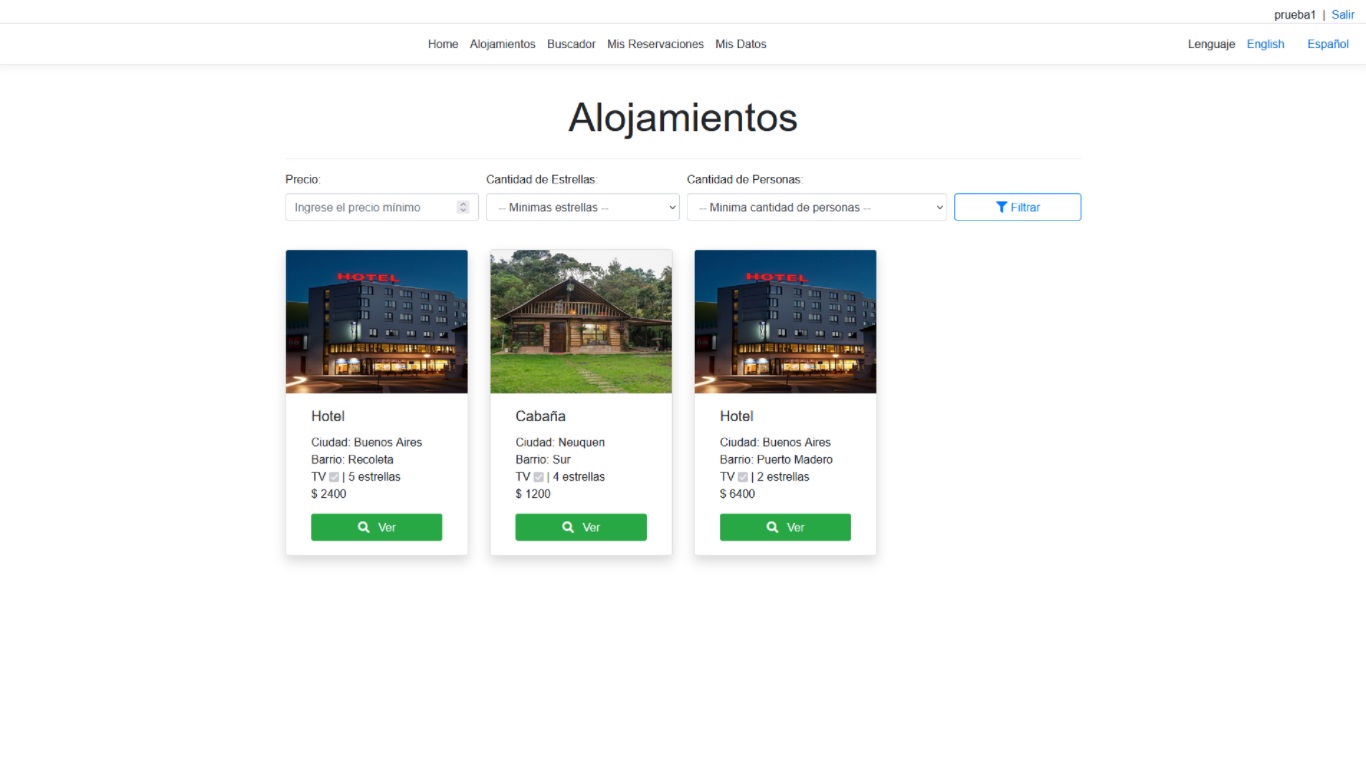 prueba1 | Salir
Home Alojamientos Buscador Mis Reservaciones Mis Datos Lenguaje English Español
Alojamientos
Precio: Cantidad de Estrellas: Cantidad de Personas:
Ingrese el precio mínimo -- Minimas estrellas -- -- Minima cantidad de personas -- Filtrar
HOTEL HOTEL
Hotel
Ciudad: Buenos Aires
Barrio: Recoleta
TV | 5 estrellas
$ 2400
Ver
Cabaña
Ciudad: Neuquen
Barrio: Sur
TV | 4 estrellas
$ 1200
Ver
Hotel
Ciudad: Buenos Aires
Barrio: Puerto Madero
TV | 2 estrellas
$ 6400
Ver